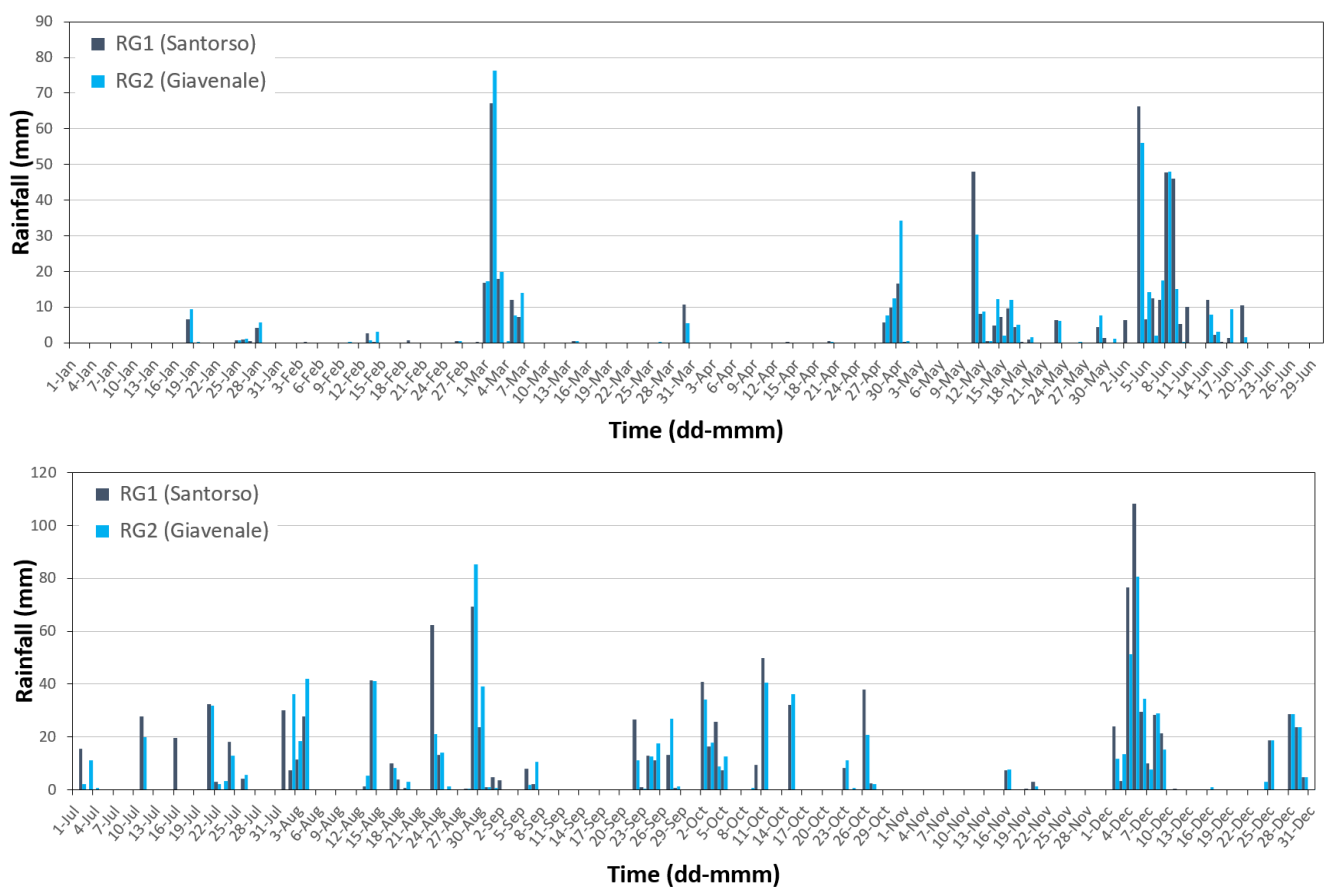 90
80
70
60
50
40
30
20
10
0
Rainfall (mm)
RG1 (Santorso)
RG2 (Giavenale)
1-Jan 4-Jan 7-Jan 10-Jan 13-Jan 16-Jan 19-Jan 22-Jan 25-Jan 28-Jan 31-Jan 3-Feb 6-Feb 9-Feb 12-Feb 15-Feb 18-Feb 21-Feb 24-Feb 27-Feb 1-Mar 4-Mar 7-Mar 10-Mar 13-Mar 16-Mar 19-Mar 22-Mar 25-Mar 28-Mar 31-Mar 3-Apr 6-Apr 9-Apr 12-Apr 15-Apr 18-Apr 21-Apr 24-Apr 27-Apr 30-Apr 3-May 6-May 9-May 12-May 15-May 18-May 21-May 24-May 27-May 30-May 2-Jun 5-Jun 8-Jun 11-Jun 14-Jun 17-Jun 20-Jun 23-Jun 26-Jun 29-Jun
Time (dd-mmm)
120
100
80
60
40
20
0
Rainfall (mm)
RG1 (Santorso)
RG2 (Giavenale)
1-Jul 4-Jul 7-Jul 10-Jul 13-Jul 16-Jul 19-Jul 22-Jul 25-Jul 28-Jul 31-Jul 3-Aug 6-Aug 9-Aug 12-Aug 15-Aug 18-Aug 21-Aug 24-Aug 27-Aug 30-Aug 2-Sep 5-Sep 8-Sep 11-Sep 14-Sep 17-Sep 20-Sep 23-Sep 26-Sep 29-Sep 2-Oct 5-Oct 8-Oct 11-Oct 14-Oct 17-Oct 20-Oct 23-Oct 26-Oct 29-Oct 1-Nov 4-Nov 7-Nov 10-Nov 13-Nov 16-Nov 19-Nov 22-Nov 25-Nov 28-Nov 1-Dec 4-Dec 7-Dec 10-Dec 13-Dec 16-Dec 19-Dec 22-Dec 25-Dec 28-Dec 31-Dec
Time (dd-mmm)